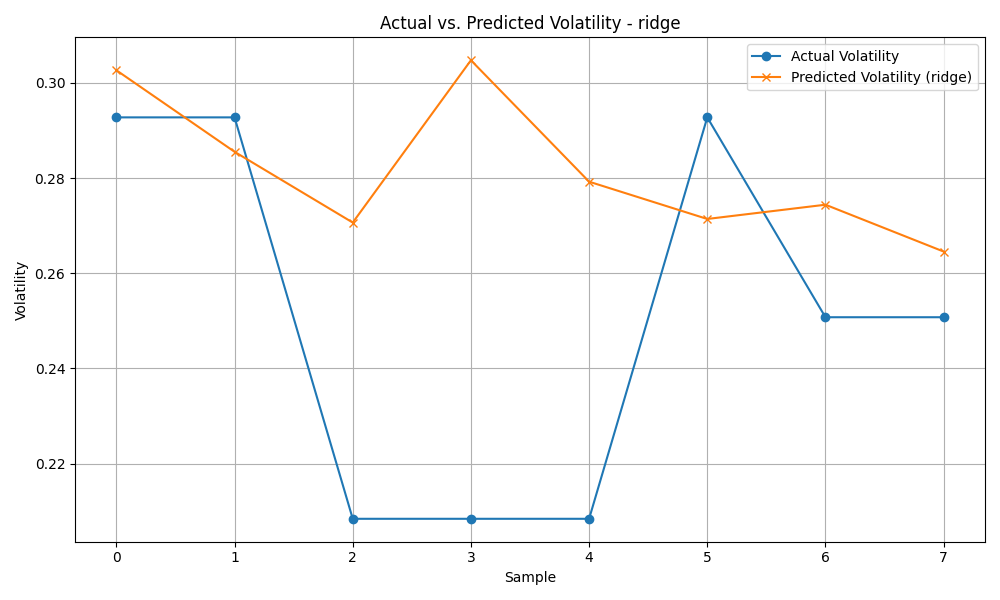 Actual vs. Predicted Volatility - ridge
Actual Volatility
Predicted Volatility (ridge)
Volatility
0.30
0.28
0.26
0.24
0.22
0 1 2 3 4 5 6 7
Sample